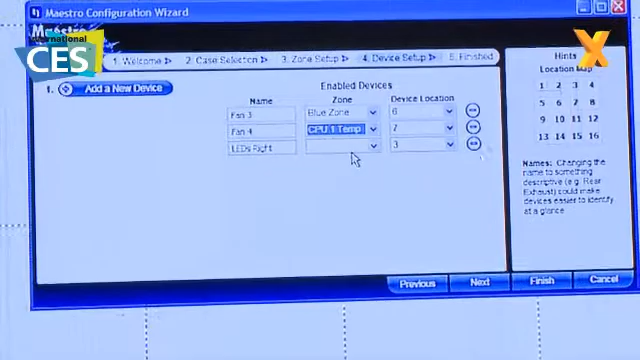 Maestro Configuration Wizard
Maestro
International
CES
X
1. Welcome
2. Case Selection
3. Zone Setup
4. Device Setup
5. Finished
1. Add a New Device
Enabled Devices
Name Zone Device Location
Fan 3 Blue Zone 6
Fan 4 CPU 1 Temp 7
LEDs Right 3
Hints
Location Map
1 2 3 4
5 6 7 8
9 10 11 12
13 14 15 16
Names: Changing the
name to something
descriptive (e.g. Rear
Exhaust) could make
devices easier to identify
at a glance
Previous
Next
Finish
Cancel